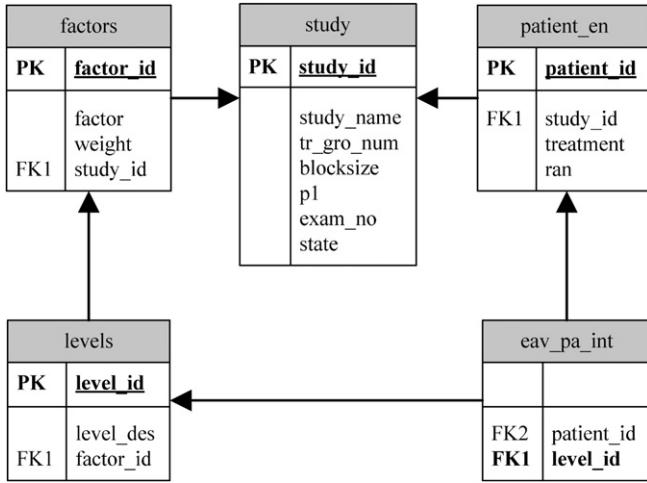 factors
PK factor_id
factor
weight
FK1 study_id
study
PK study_id
study_name
tr_gro_num
blocksize
p1
exam_no
state
patient_en
PK patient_id
FK1 study_id
treatment
ran
levels
PK level_id
level_des
FK1 factor_id
eav_pa_int
FK2 patient_id
FK1 level_id